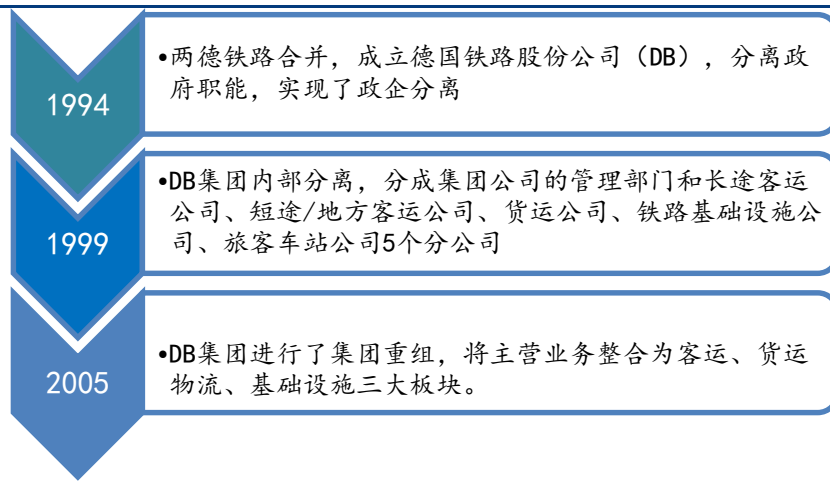 1994
•两德铁路合并，成立德国铁路股份公司（DB），分离政
府职能，实现了政企分离
1999
•DB集团内部分离，分成集团公司的管理部门和长途客运
公司、短途/地方客运公司、货运公司、铁路基础设施公
司、旅客车站公司5个分公司
2005
•DB集团进行了集团重组，将主营业务整合为客运、货运
物流、基础设施三大板块。